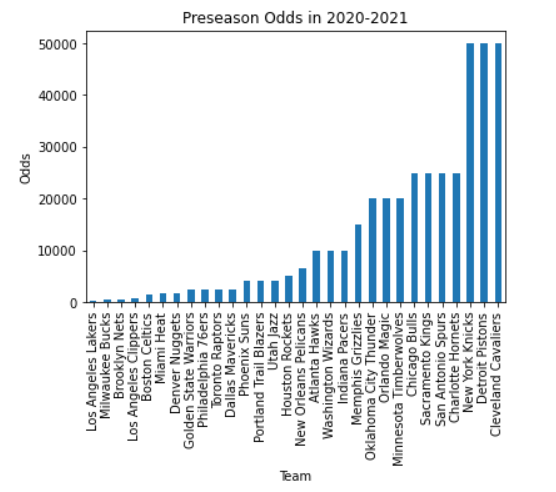 Preseason Odds in 2020-2021
50000
40000
30000
20000
10000
0
Odds
Los Angeles Lakers
Milwaukee Bucks
Brooklyn Nets
Los Angeles Clippers
Boston Celtics
Miami Heat
Denver Nuggets
Golden State Warriors
Philadelphia 76ers
Toronto Raptors
Dallas Mavericks
Phoenix Suns
Portland Trail Blazers
Utah Jazz
Houston Rockets
New Orleans Pelicans
Atlanta Hawks
Washington Wizards
Indiana Pacers
Memphis Grizzlies
Oklahoma City Thunder
Orlando Magic
Minnesota Timberwolves
Chicago Bulls
Sacramento Kings
San Antonio Spurs
Charlotte Hornets
New York Knicks
Detroit Pistons
Cleveland Cavaliers
Team